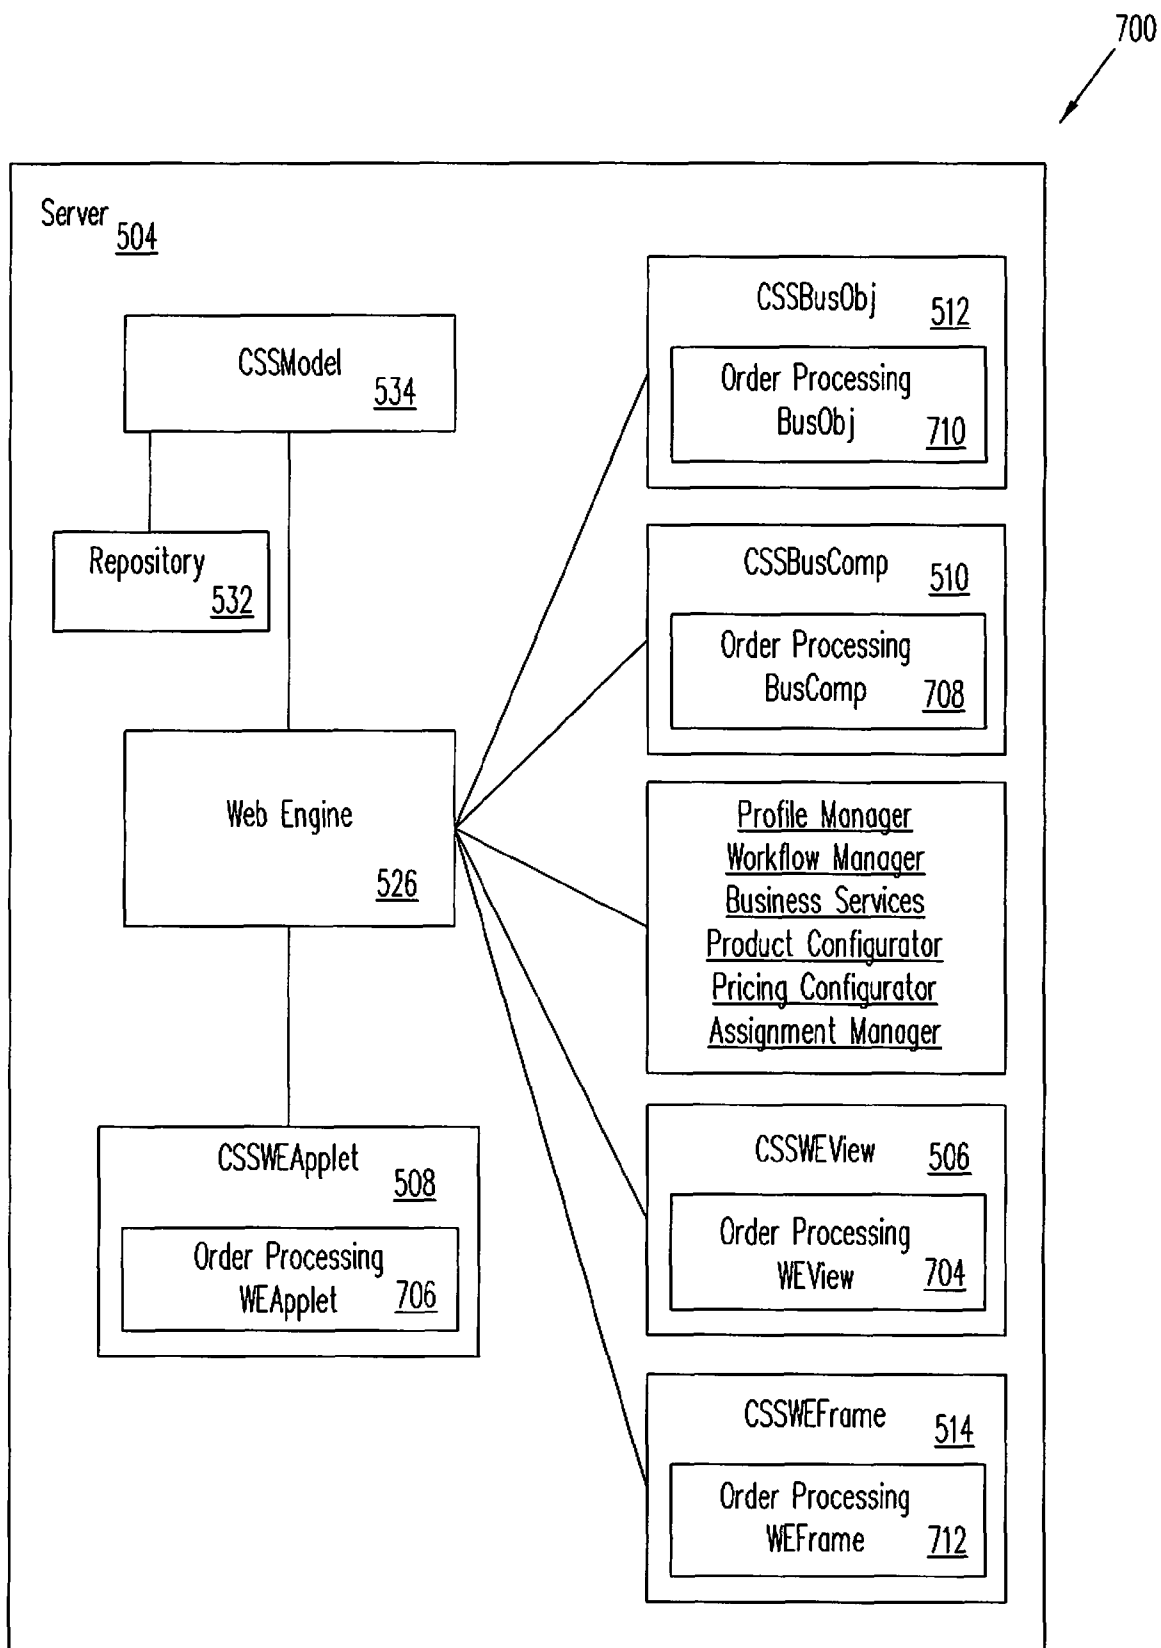 700
Server
504
CSSModel
534
Repository
532
Web Engine
526
CSSWEApplet
508
Order Processing
WEApplet
706
CSSBusObj
512
Order Processing
BusObj
710
CSSBusComp
510
Order Processing
BusComp
708
Profile Manager
Workflow Manager
Business Services
Product Configurator
Pricing Configurator
Assignment Manager
CSSWEView
506
Order Processing
WEView
704
CSSWEFrame
514
Order Processing
WEFrame
712